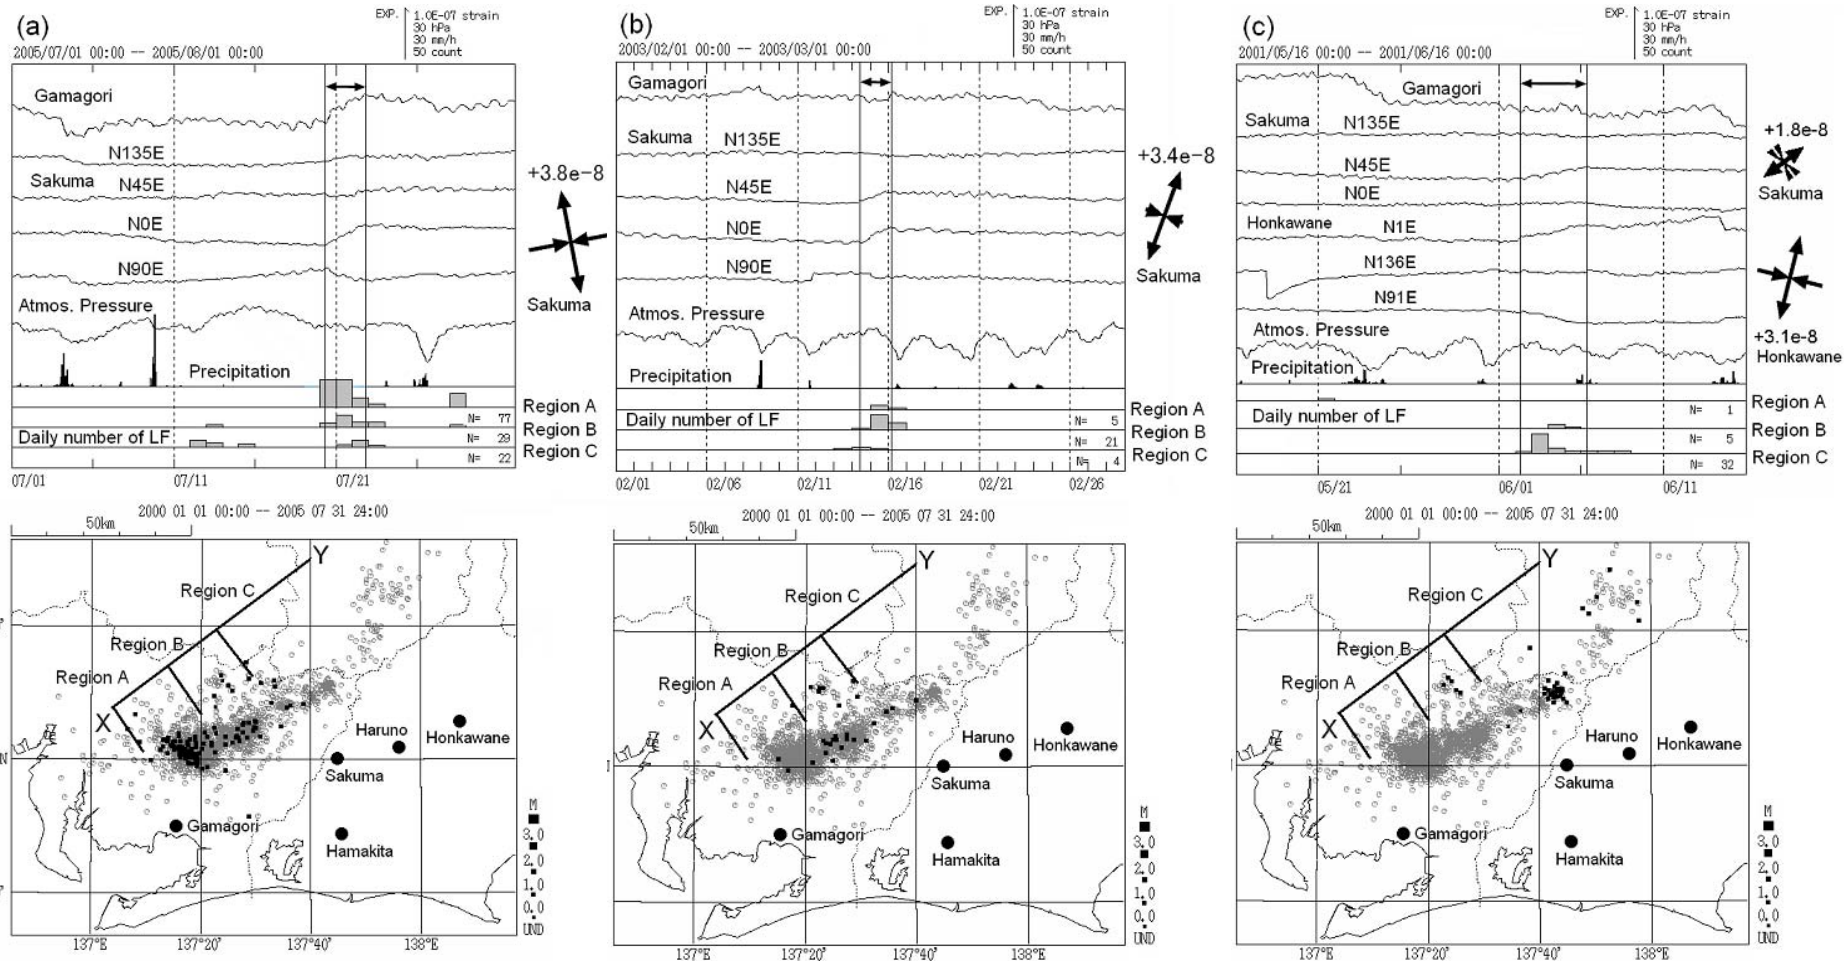 (a)
EXP. 1.0E-07 strain
30 hPa
30 mm/h
50 count
2005/07/01 00:00 -- 2005/08/01 00:00
Gamagori
N135E
Sakuma N45E
N0E
N90E
Atmos. Pressure
Precipitation
Region A
N= 77
Region B
Daily number of LF
N= 29
Region C
N= 22
07/01 07/11 07/21
+3.8e-8
Sakuma
(b)
EXP. 1.0E-07 strain
30 hPa
30 mm/h
50 count
2003/02/01 00:00 -- 2003/03/01 00:00
Gamagori
Sakuma N135E
N45E
N0E
N90E
Atmos. Pressure
Precipitation
Region A
Daily number of LF
N= 5
Region B
N= 21
Region C
N= 4
02/01 02/06 02/11 02/16 02/21 02/26
+3.4e-8
Sakuma
(c)
EXP. 1.0E-07 strain
30 hPa
30 mm/h
50 count
2001/05/16 00:00 -- 2001/06/16 00:00
Gamagori
Sakuma N135E
N45E
N0E
Honkawane N1E
N136E
N91E
Atmos. Pressure
Precipitation
Region A
N= 1
Daily number of LF
Region B
N= 5
Region C
N= 32
05/21 06/01 06/11
+1.8e-8
Sakuma
+3.1e-8
Honkawane
2000 01 01 00:00 -- 2005 07 31 24:00
50km
Y
Region C
Region B
Region A
X
Haruno
Honkawane
Sakuma
Gamagori
Hamakita
M
3.0
2.0
1.0
0.0
UND
N
137°E 137°20' 137°40' 138°E
2000 01 01 00:00 -- 2005 07 31 24:00
50km
Y
Region C
Region B
Region A
X
Haruno
Honkawane
Sakuma
Gamagori
Hamakita
M
3.0
2.0
1.0
0.0
UND
137°E 137°20' 137°40' 138°E
2000 01 01 00:00 -- 2005 07 31 24:00
50km
Y
Region C
Region B
Region A
X
Haruno
Honkawane
Sakuma
Gamagori
Hamakita
M
3.0
2.0
1.0
0.0
UND
137°E 137°20' 137°40' 138°E